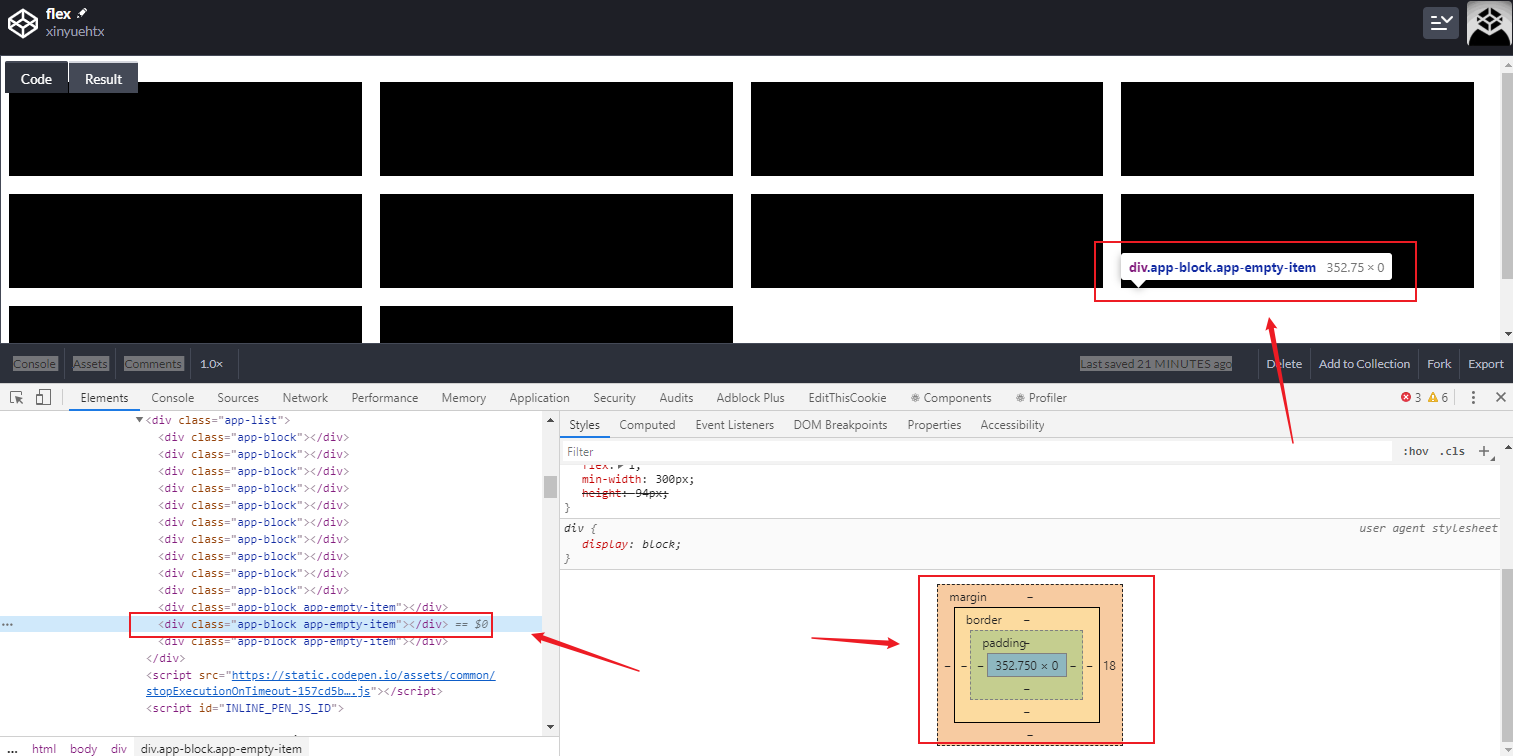 flex
xinyuehtx
Code Result
div.app-block.app-empty-item 352.75 × 0
Console Assets Comments 1.0× Last saved 21 MINUTES ago Delete Add to Collection Fork Export
Elements Console Sources Network Performance Memory Application Security Audits Adblock Plus EditThisCookie ⚛ Components ⚛ Profiler 3 6
<div class="app-list">
<div class="app-block"></div>
<div class="app-block"></div>
<div class="app-block"></div>
<div class="app-block"></div>
<div class="app-block"></div>
<div class="app-block"></div>
<div class="app-block"></div>
<div class="app-block"></div>
<div class="app-block"></div>
<div class="app-block"></div>
<div class="app-block app-empty-item"></div>
... <div class="app-block app-empty-item"></div> == $0
<div class="app-block app-empty-item"></div>
</div>
<script src="https://static.codepen.io/assets/common/
stopExecutionOnTimeout-157cd5b….js"></script>
<script id="INLINE_PEN_JS_ID">
... html body div div.app-block.app-empty-item
Styles Computed Event Listeners DOM Breakpoints Properties Accessibility
Filter :hov .cls +
flex: 1;
min-width: 300px;
height: 94px;
}
div { user agent stylesheet
display: block;
}
margin –
border –
padding –
– – – 352.750 × 0 – – 18
–
–
–